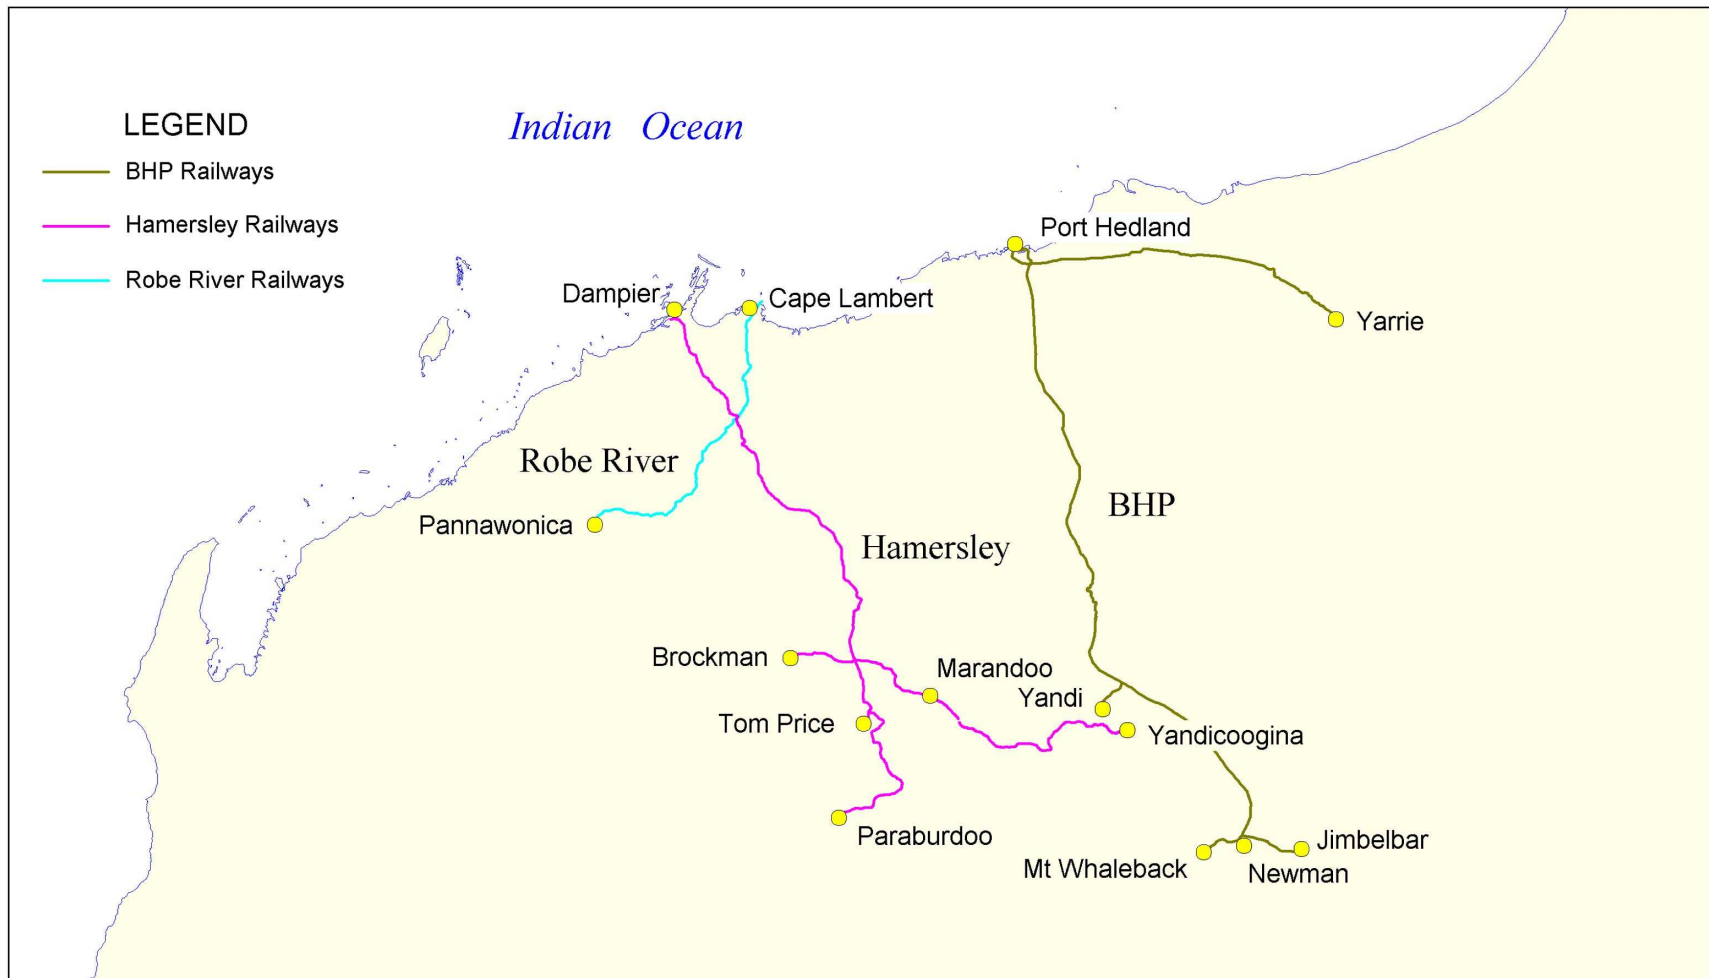 LEGEND
Indian Ocean
BHP Railways
Hamersley Railways
Robe River Railways
Port Hedland
Dampier
Cape Lambert
Yarrie
Robe River
BHP
Pannawonica
Hamersley
Brockman
Marandoo
Yandi
Tom Price
Yandicoogina
Paraburdoo
Jimbelbar
Mt Whaleback
Newman